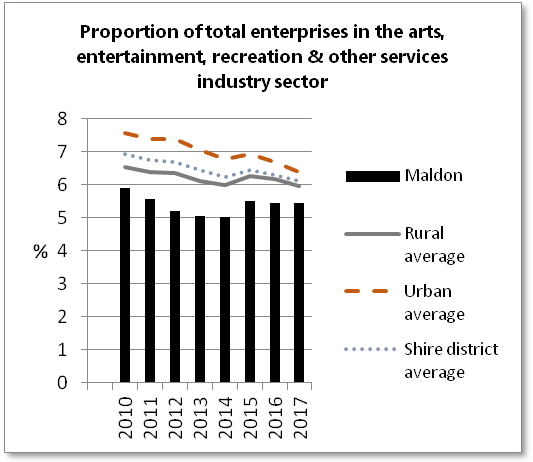 Proportion of total enterprises in the arts,
entertainment, recreation & other services
industry sector
8
7
6
5
% 4
3
2
1
0
2010
2011
2012
2013
2014
2015
2016
2017
Maldon
Rural
average
Urban
average
Shire district
average